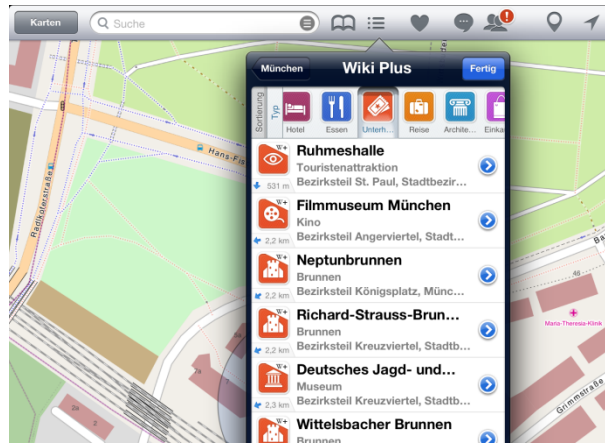 Karten
Suche
München
Wiki Plus
Fertig
Sortierung
Typ
Hotel
Essen
Unterh...
Reise
Archite...
Einka
W+
Ruhmeshalle
Touristenattraktion
531 m
Bezirksteil St. Paul, Stadtbezir...
W+
Filmmuseum München
Kino
2,2 km
Bezirksteil Angerviertel, Stadt...
W+
Neptunbrunnen
Brunnen
2,2 km
Bezirksteil Königsplatz, Münc...
W+
Richard-Strauss-Brun...
Brunnen
2,2 km
Bezirksteil Kreuzviertel, Stadtb...
W+
Deutsches Jagd- und...
Museum
2,3 km
Bezirksteil Kreuzviertel, Stadtb...
W+
Wittelsbacher Brunnen
Brunnen
Radlkoferstraße
Hans-Fis
Ba
46
Maria-Theresia-Klinik
Grimmstraße
24